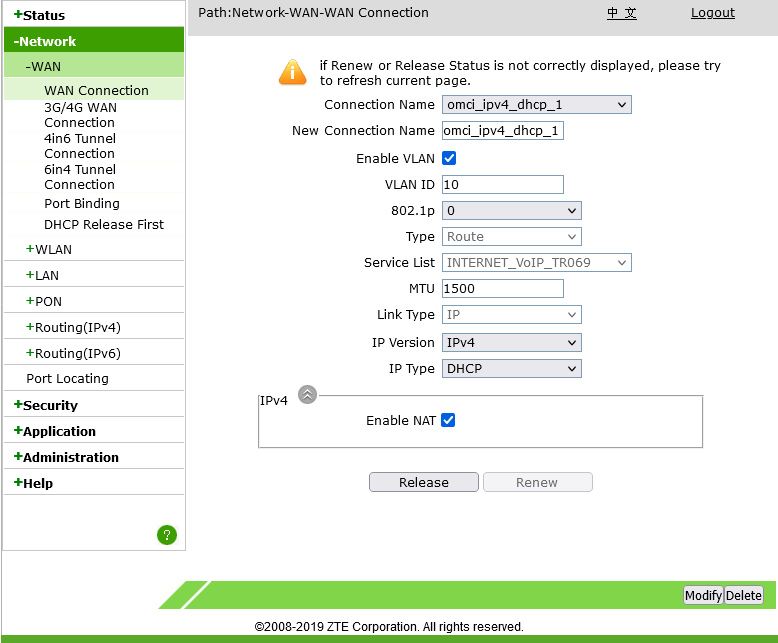 +Status
-Network
-WAN
WAN Connection
3G/4G WAN
Connection
4in6 Tunnel
Connection
6in4 Tunnel
Connection
Port Binding
DHCP Release First
+WLAN
+LAN
+PON
+Routing(IPv4)
+Routing(IPv6)
Port Locating
+Security
+Application
+Administration
+Help
?
Path:Network-WAN-WAN Connection
中 文
Logout
if Renew or Release Status is not correctly displayed, please try
to refresh current page.
Connection Name omci_ipv4_dhcp_1
New Connection Name omci_ipv4_dhcp_1
Enable VLAN
VLAN ID 10
802.1p 0
Type Route
Service List INTERNET_VoIP_TR069
MTU 1500
Link Type IP
IP Version IPv4
IP Type DHCP
IPv4
Enable NAT
Release Renew
Modify Delete
©2008-2019 ZTE Corporation. All rights reserved.